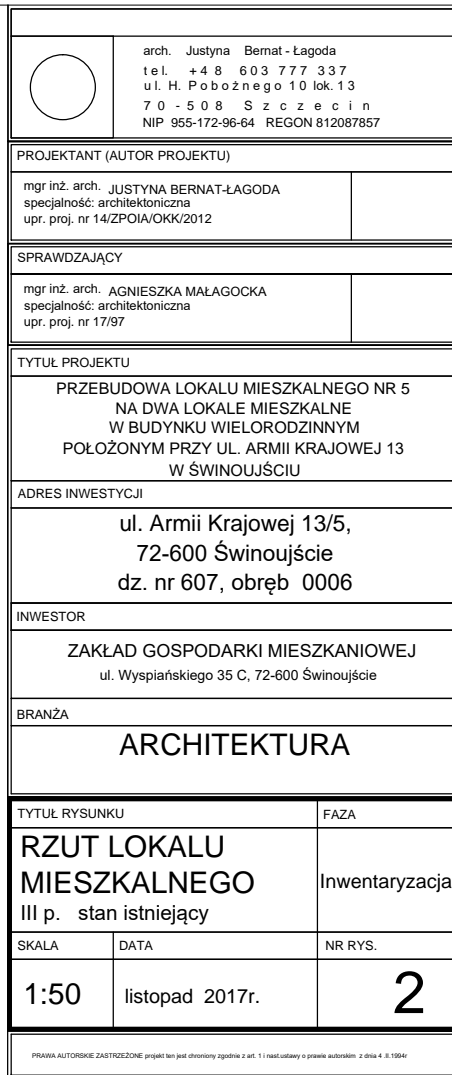 arch. Justyna Bernat - Łagoda
tel. +48 603 777 337
ul. H. Pobożnego 10 lok. 13
70-508 Szczecin
NIP 955-172-96-64 REGON 812087857
PROJEKTANT (AUTOR PROJEKTU)
mgr inż. arch. JUSTYNA BERNAT-ŁAGODA
specjalność: architektoniczna
upr. proj. nr 14/ZPOIA/OKK/2012
SPRAWDZAJĄCY
mgr inż. arch. AGNIESZKA MAŁAGOCKA
specjalność: architektoniczna
upr. proj. nr 17/97
TYTUŁ PROJEKTU
PRZEBUDOWA LOKALU MIESZKALNEGO NR 5
NA DWA LOKALE MIESZKALNE
W BUDYNKU WIELORODZINNYM
POŁOŻONYM PRZY UL. ARMII KRAJOWEJ 13
W ŚWINOUJŚCIU
ADRES INWESTYCJI
ul. Armii Krajowej 13/5,
72-600 Świnoujście
dz. nr 607, obręb 0006
INWESTOR
ZAKŁAD GOSPODARKI MIESZKANIOWEJ
ul. Wyspiańskiego 35 C, 72-600 Świnoujście
BRANŻA
ARCHITEKTURA
TYTUŁ RYSUNKU
RZUT LOKALU
MIESZKALNEGO
III p. stan istniejący
FAZA
Inwentaryzacja
SKALA
1:50
DATA
listopad 2017r.
NR RYS.
2
PRAWA AUTORSKIE ZASTRZEŻONE projekt ten jest chroniony zgodnie z art. 1 i nast.ustawy o prawie autorskim z dnia 4 .II.1994r